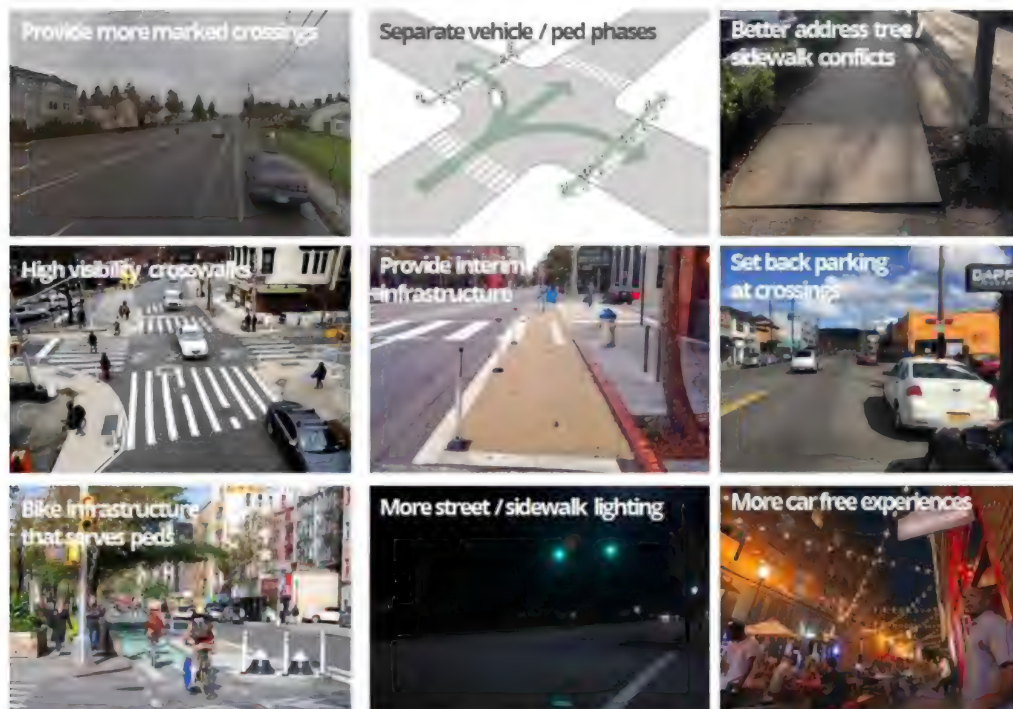 Provide more marked crossings
Separate vehicle / ped phases
Better address tree /
sidewalk conflicts
High visibility crosswalks
Provide interim
infrastructure
Set back parking
at crossings
Bike infrastructure
that serves peds
More street / sidewalk lighting
More car free experiences